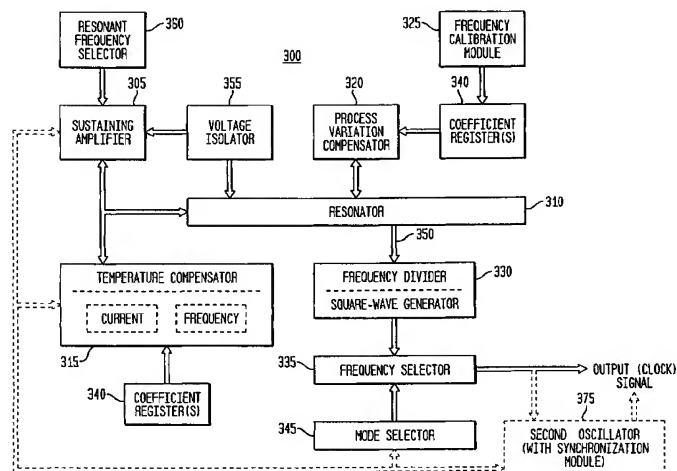 RESONANT
FREQUENCY
SELECTOR
360
300
325
FREQUENCY
CALIBRATION
MODULE
305
355
320
340
SUSTAINING
AMPLIFIER
VOLTAGE
ISOLATOR
PROCESS
VARIATION
COMPENSATOR
COEFFICIENT
REGISTER(S)
RESONATOR
310
350
TEMPERATURE COMPENSATOR
CURRENT
FREQUENCY
315
FREQUENCY DIVIDER
SQUARE-WAVE GENERATOR
330
335
FREQUENCY SELECTOR
OUTPUT (CLOCK)
SIGNAL
340
COEFFICIENT
REGISTER(S)
345
MODE SELECTOR
375
SECOND OSCILLATOR
(WITH SYNCHRONIZATION
MODULE)